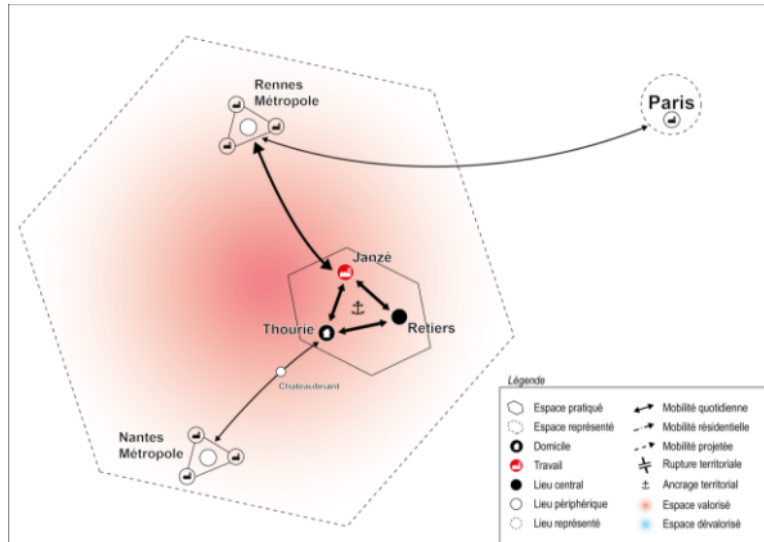 Rennes
Métropole
Paris
Janzé
Thourie
Retiers
Chateaubriant
Nantes
Métropole
Légende
Espace pratiqué
Espace représenté
Domicile
Travail
Lieu central
Lieu périphérique
Lieu représenté
Mobilité quotidienne
Mobilité résidentielle
Mobilité projetée
Rupture territoriale
Ancrage territorial
Espace valorisé
Espace dévalorisé